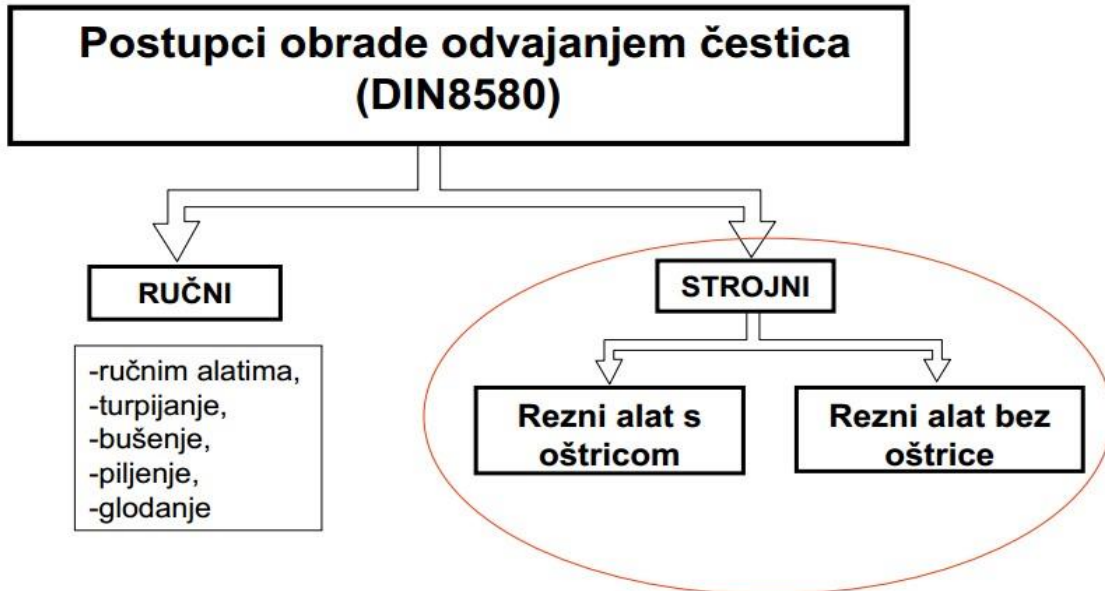 Postupci obrade odvajanjem čestica
(DIN8580)
RUČNI
-ručnim alatima,
-turpijanje,
-bušenje,
-piljenje,
-glodanje
STROJNI
Rezni alat s
oštricom
Rezni alat bez
oštrice